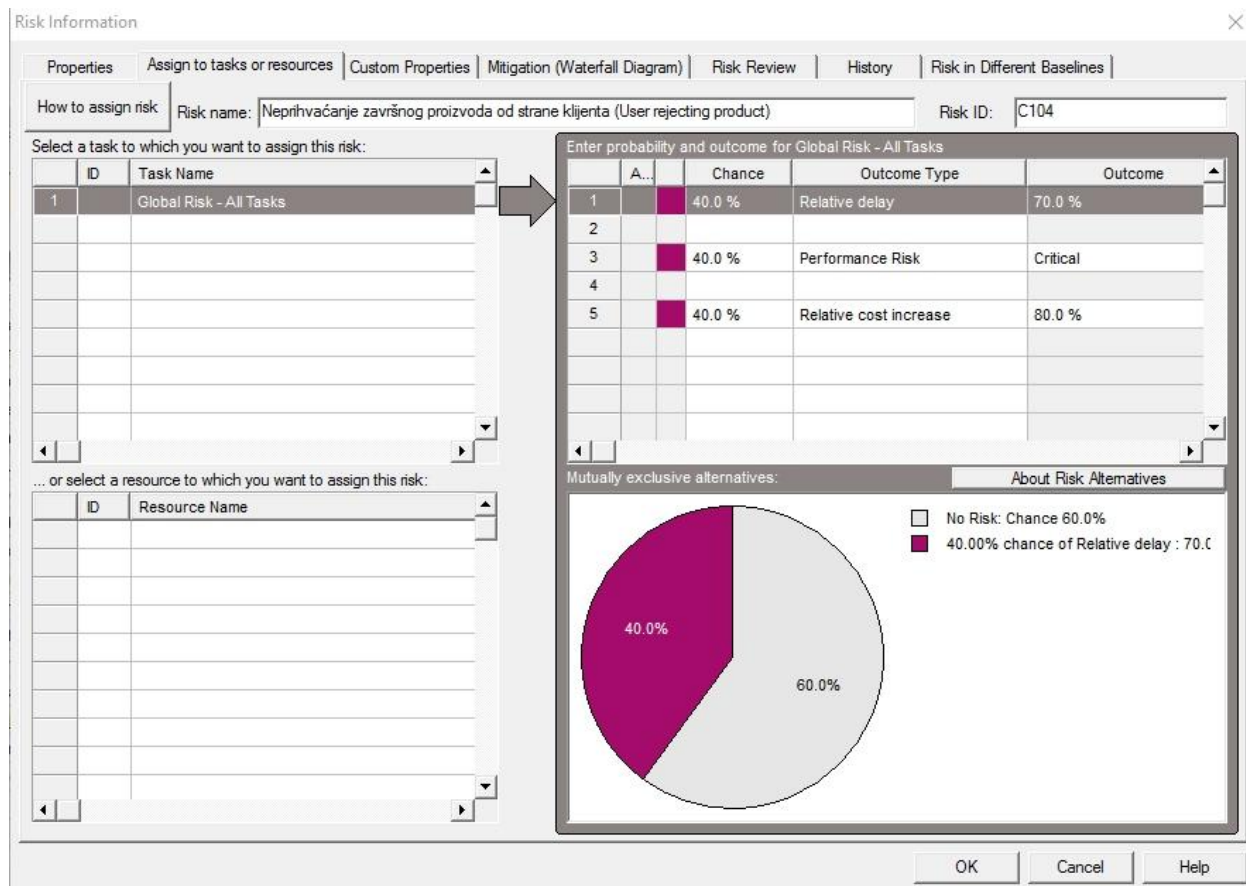 Risk Information
Properties
Assign to tasks or resources
Custom Properties
Mitigation (Waterfall Diagram)
Risk Review
History
Risk in Different Baselines
How to assign risk
Risk name:
Neprihvaćanje završnog proizvoda od strane klijenta (User rejecting product)
Risk ID:
C104
Select a task to which you want to assign this risk:
ID Task Name
1 Global Risk - All Tasks
Enter probability and outcome for Global Risk - All Tasks
A... Chance Outcome Type Outcome
1 40.0 % Relative delay 70.0 %
2
3 40.0 % Performance Risk Critical
4
5 40.0 % Relative cost increase 80.0 %
... or select a resource to which you want to assign this risk:
ID Resource Name
Mutually exclusive alternatives:
About Risk Alternatives
No Risk: Chance 60.0%
40.00% chance of Relative delay : 70.
40.0%
60.0%
OK Cancel Help